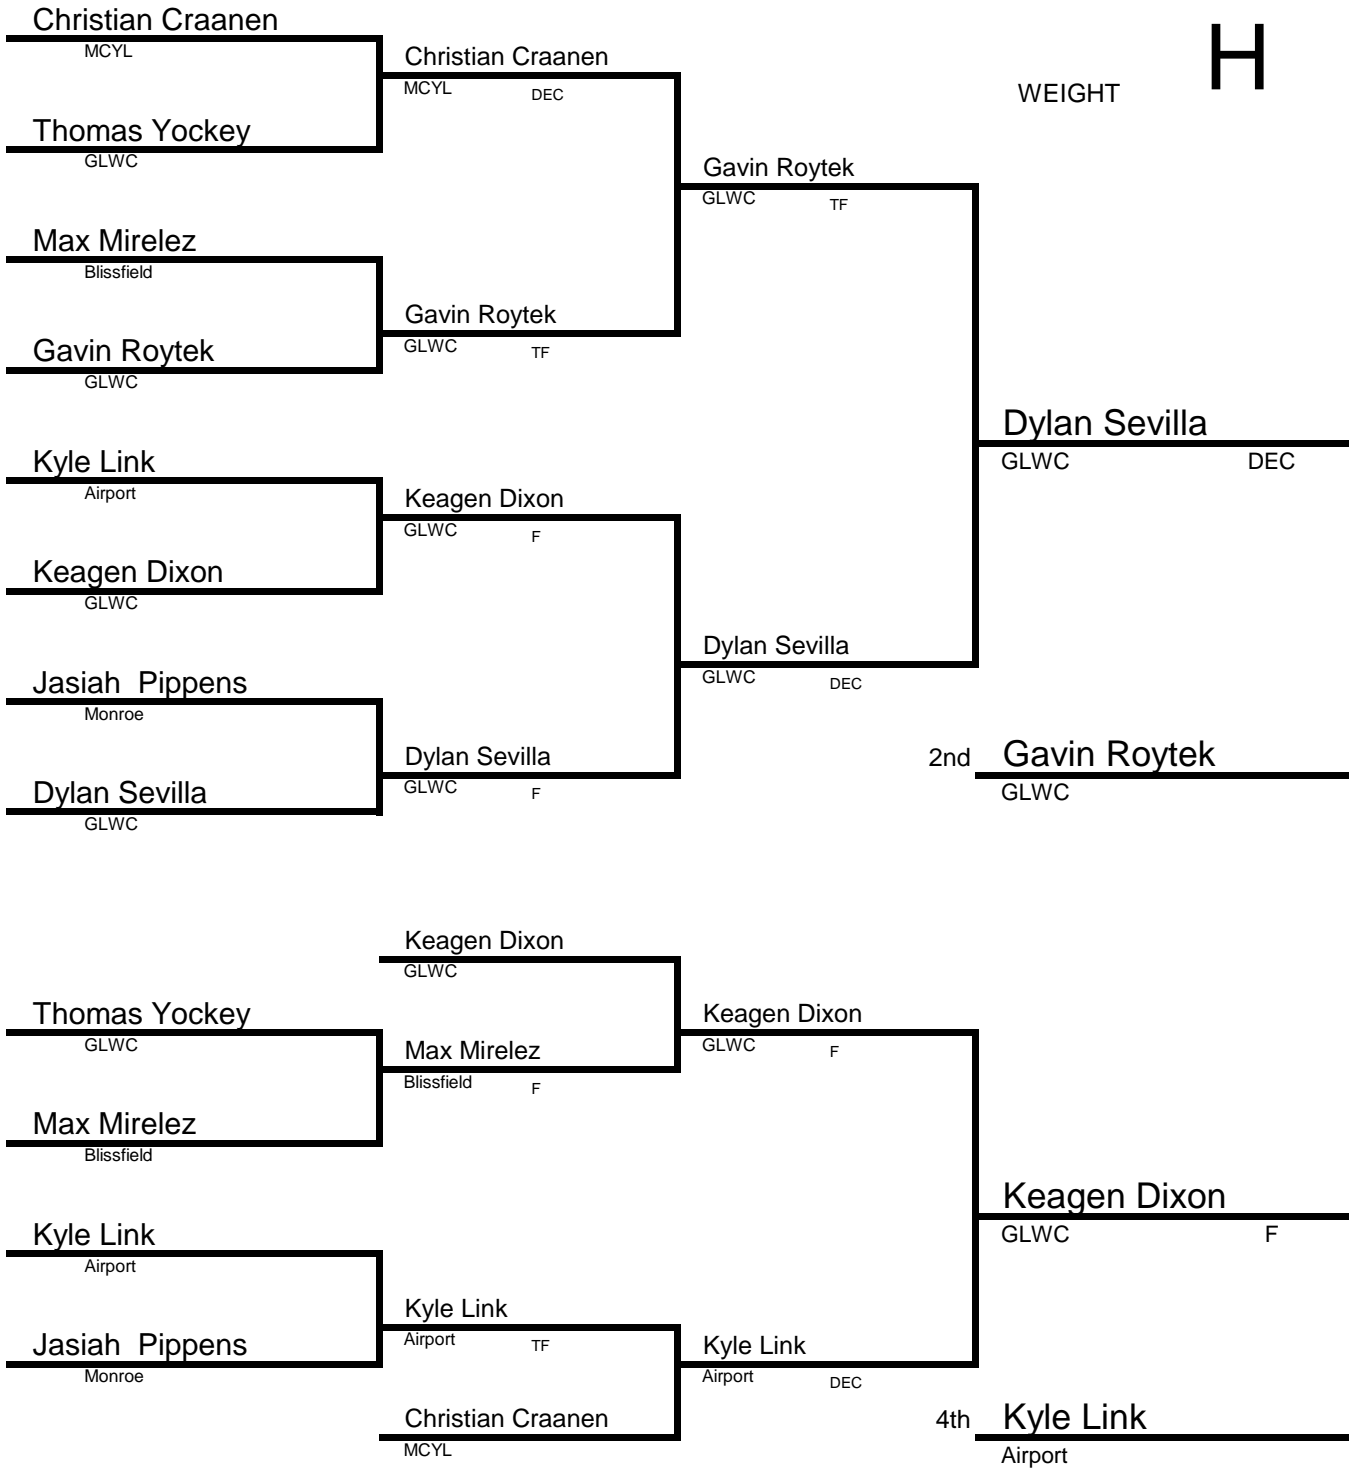 Christian Craanen
MCYL
Christian Craanen
MCYL DEC
WEIGHT H
Thomas Yockey
GLWC
Gavin Roytek
GLWC TF
Max Mirelez
Blissfield
Gavin Roytek
GLWC TF
Gavin Roytek
GLWC
Dylan Sevilla
GLWC DEC
Kyle Link
Airport
Keagen Dixon
GLWC F
Keagen Dixon
GLWC
Dylan Sevilla
GLWC DEC
Jasiah  Pippens
Monroe
Dylan Sevilla
GLWC F
2nd Gavin Roytek
GLWC
Dylan Sevilla
GLWC
Keagen Dixon
GLWC
Thomas Yockey
GLWC
Keagen Dixon
GLWC F
Max Mirelez
Blissfield F
Max Mirelez
Blissfield
Keagen Dixon
GLWC F
Kyle Link
Airport
Kyle Link
Airport TF
Jasiah  Pippens
Monroe
Kyle Link
Airport DEC
Christian Craanen
MCYL
4th Kyle Link
Airport